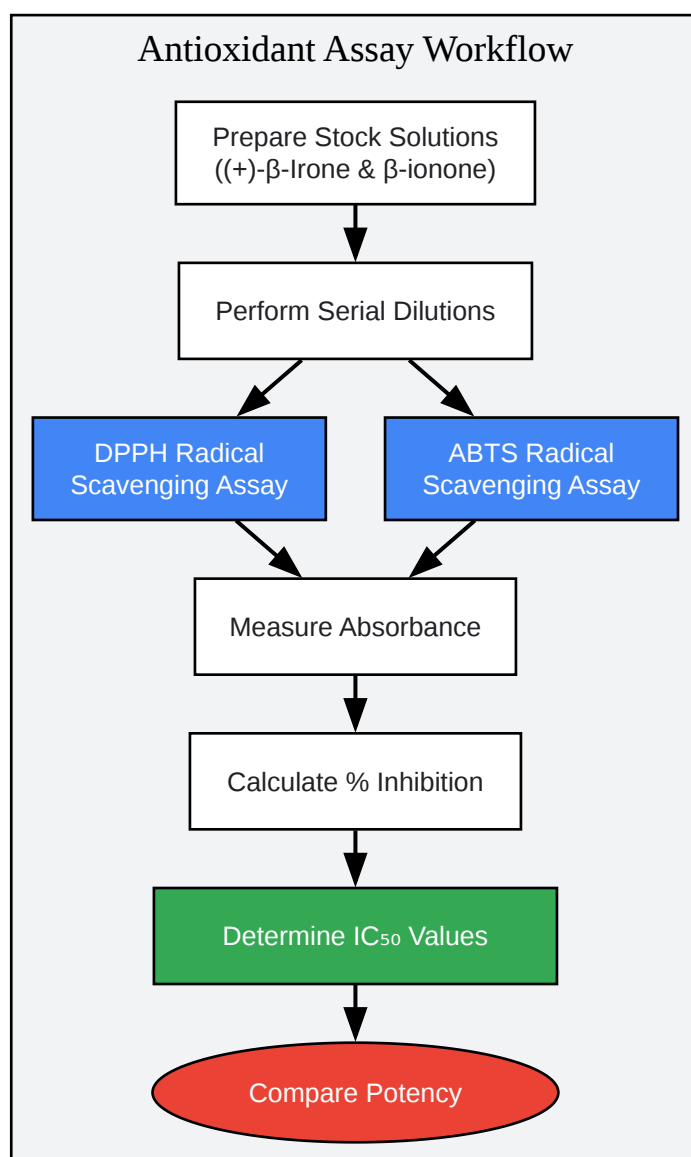 Antioxidant Assay Workflow
Prepare Stock Solutions
((+)-β-Irone & β-ionone)
Perform Serial Dilutions
DPPH Radical
Scavenging Assay
ABTS Radical
Scavenging Assay
Measure Absorbance
Calculate % Inhibition
Determine IC₅₀ Values
Compare Potency